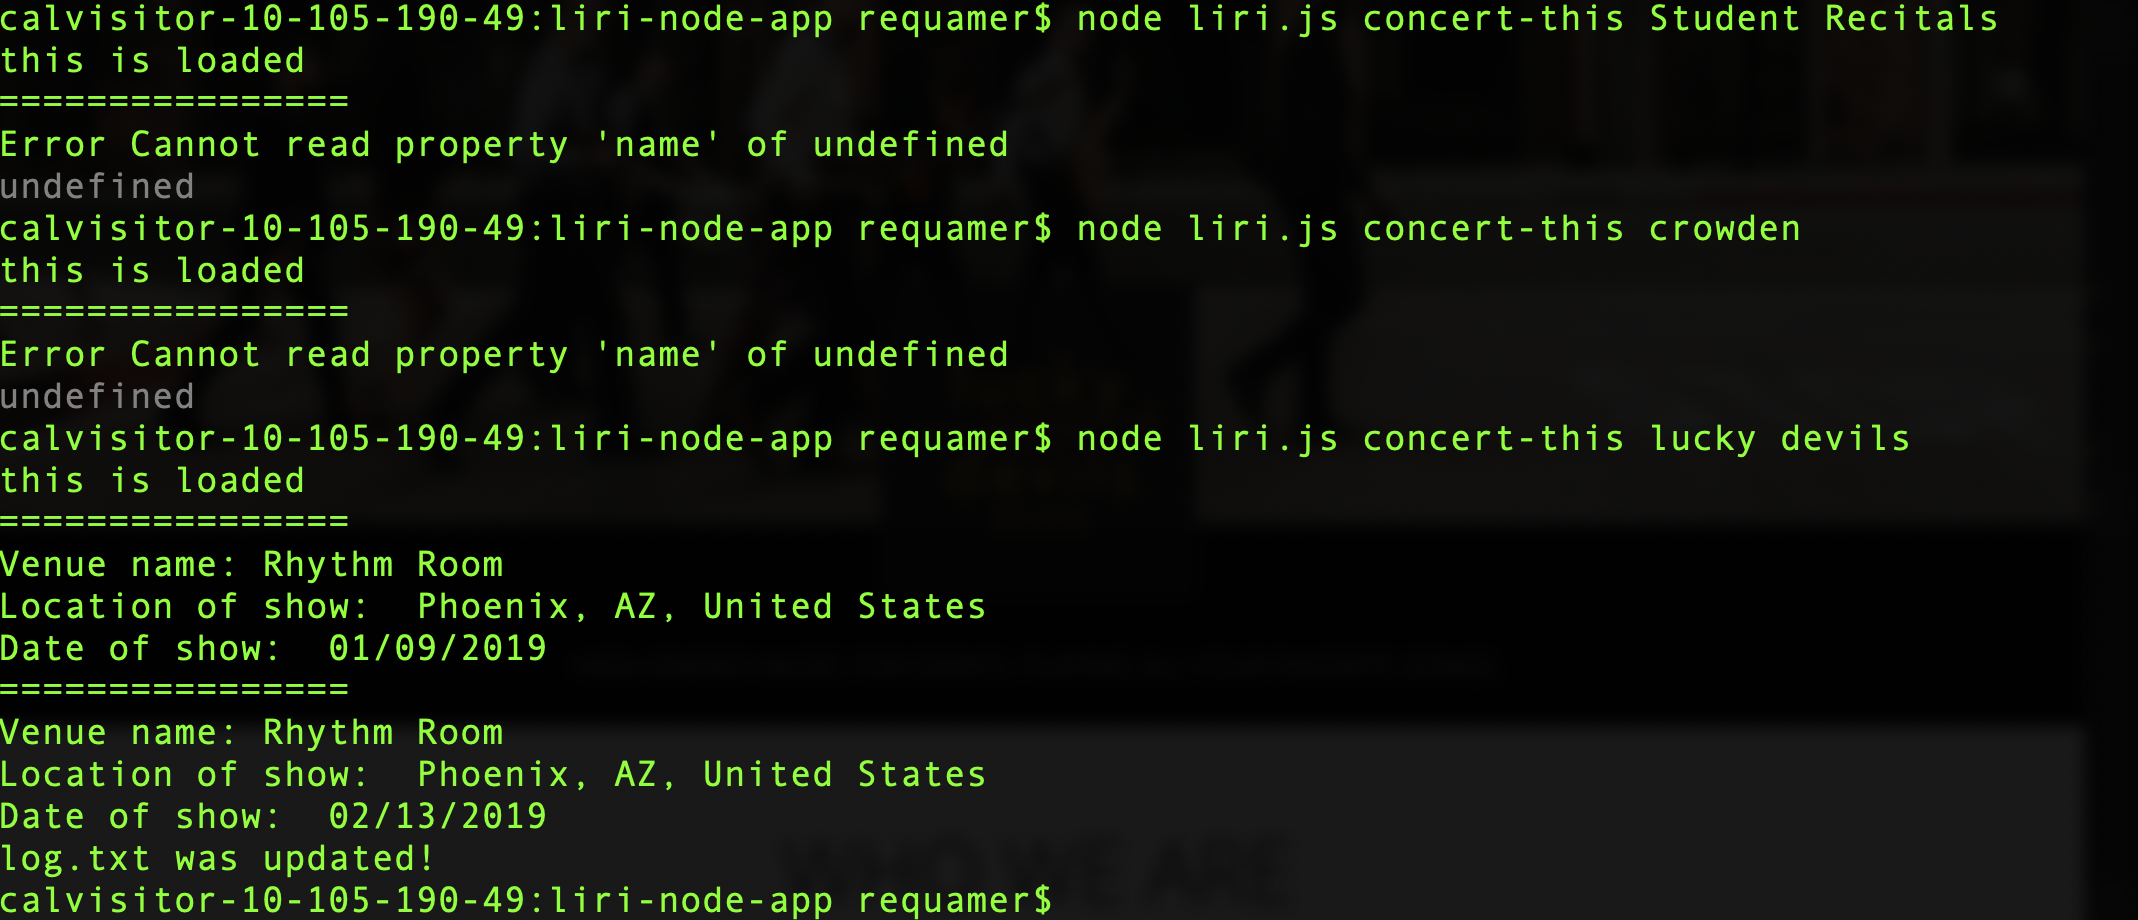 calvisitor-10-105-190-49:liri-node-app requamer$ node liri.js concert-this Student Recitals
this is loaded
================
Error Cannot read property 'name' of undefined
undefined
calvisitor-10-105-190-49:liri-node-app requamer$ node liri.js concert-this crowden
this is loaded
================
Error Cannot read property 'name' of undefined
undefined
calvisitor-10-105-190-49:liri-node-app requamer$ node liri.js concert-this lucky devils
this is loaded
================
Venue name: Rhythm Room
Location of show:  Phoenix, AZ, United States
Date of show:  01/09/2019
================
Venue name: Rhythm Room
Location of show:  Phoenix, AZ, United States
Date of show:  02/13/2019
log.txt was updated!
calvisitor-10-105-190-49:liri-node-app requamer$
WHO WE ARE